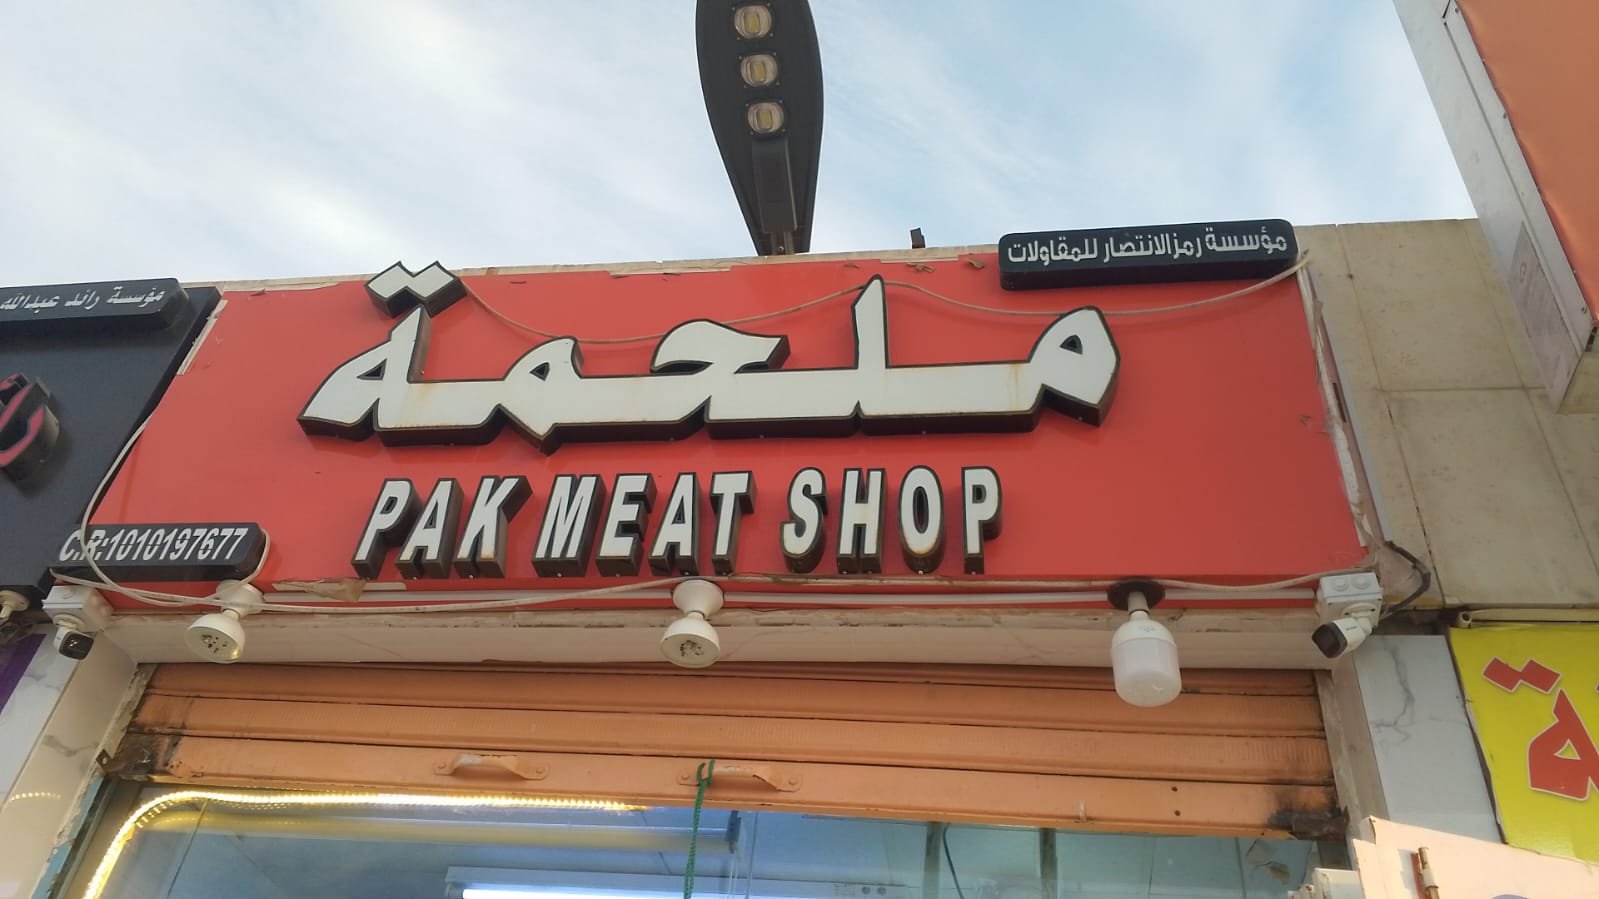 مؤسسة رمز الانتصار للمقاولات
مؤسسة رائد عبدالله
ملحمة
PAK MEAT SHOP
C.R:1010197677